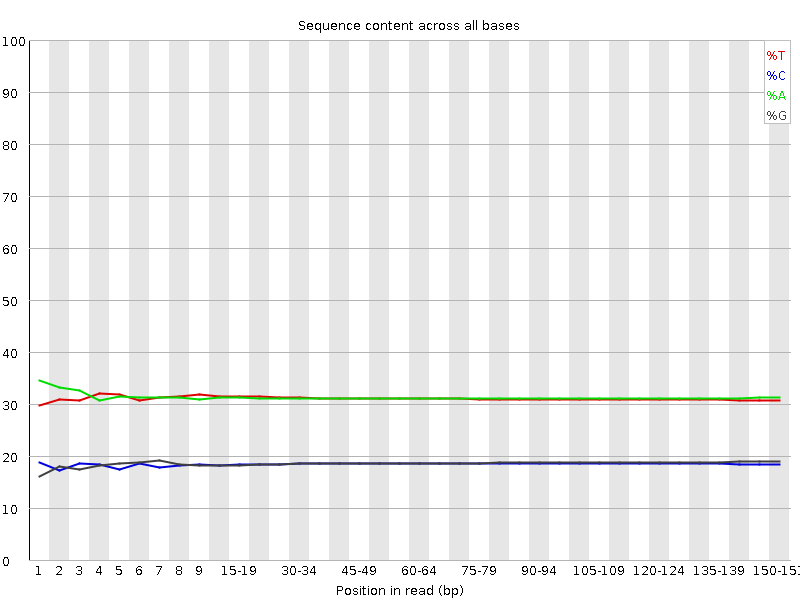 Sequence content across all bases
100
90
80
70
60
50
40
30
20
10
0
%T
%C
%A
%G
1 2 3 4 5 6 7 8 9 15-19 30-34 45-49 60-64 75-79 90-94 105-109 120-124 135-139 150-151
Position in read (bp)